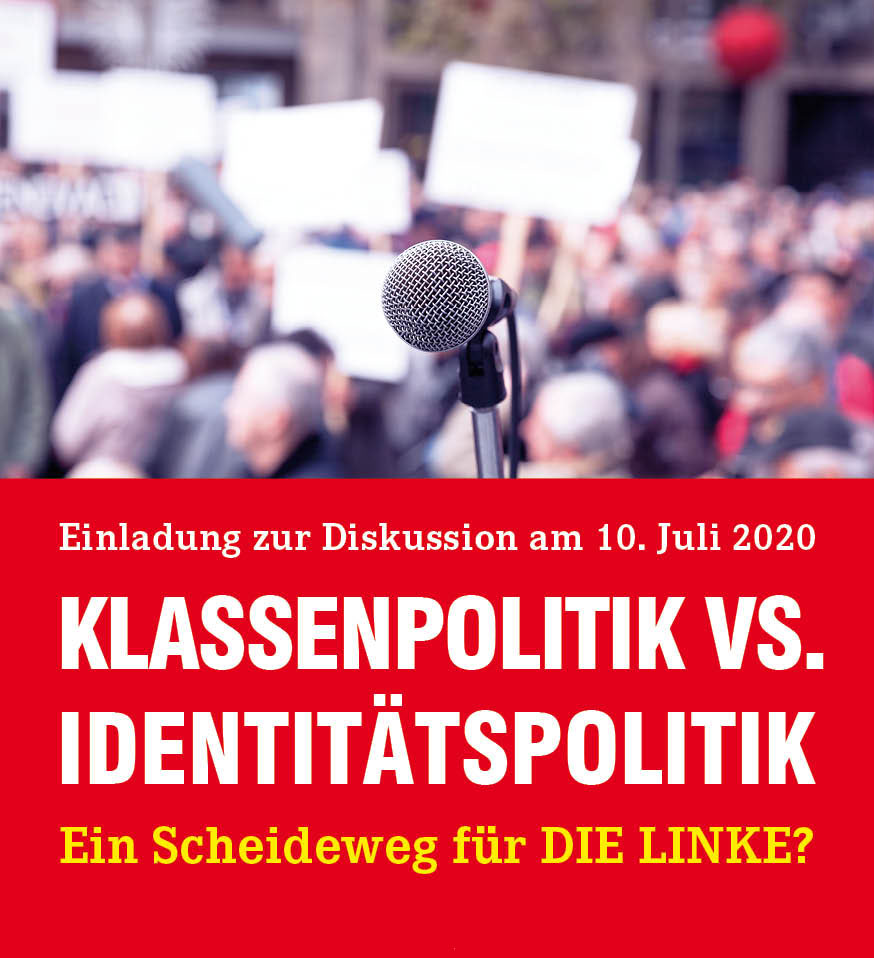 Einladung zur Diskussion am 10. Juli 2020
KLASSENPOLITIK VS.
IDENTITÄTSPOLITIK
Ein Scheideweg für DIE LINKE?